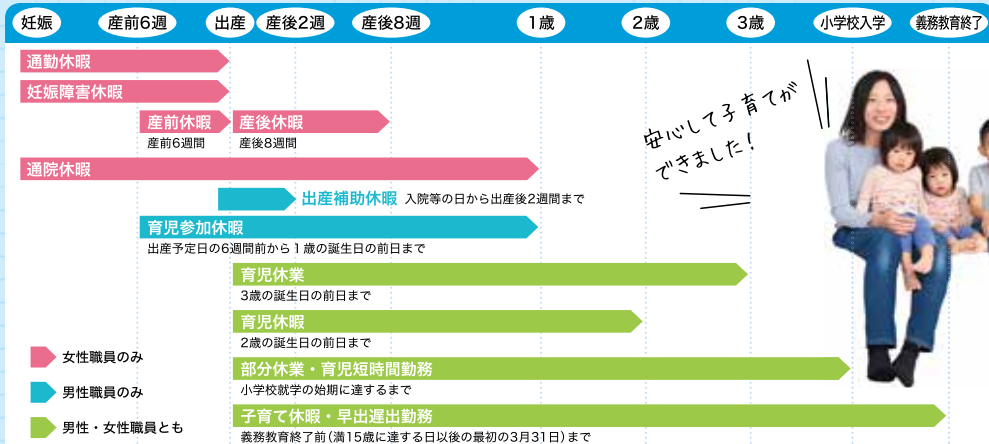 妊娠 産前6週 出産 産後2週 産後8週 1歳 2歳 3歳 小学校入学 義務教育終了
通勤休暇
妊娠障害休暇
産前休暇 産後休暇
産前6週間 産後8週間
通院休暇
出産補助休暇 入院等の日から出産後2週間まで
育児参加休暇
出産予定日の6週間前から1歳の誕生日の前日まで
育児休業
3歳の誕生日の前日まで
育児休暇
2歳の誕生日の前日まで
部分休業・育児短時間勤務
小学校就学の始期に達するまで
子育て休暇・早出遅出勤務
義務教育終了前(満15歳に達する日以後の最初の3月31日)まで
安心して子育てが
できました!
女性職員のみ
男性職員のみ
男性・女性職員とも